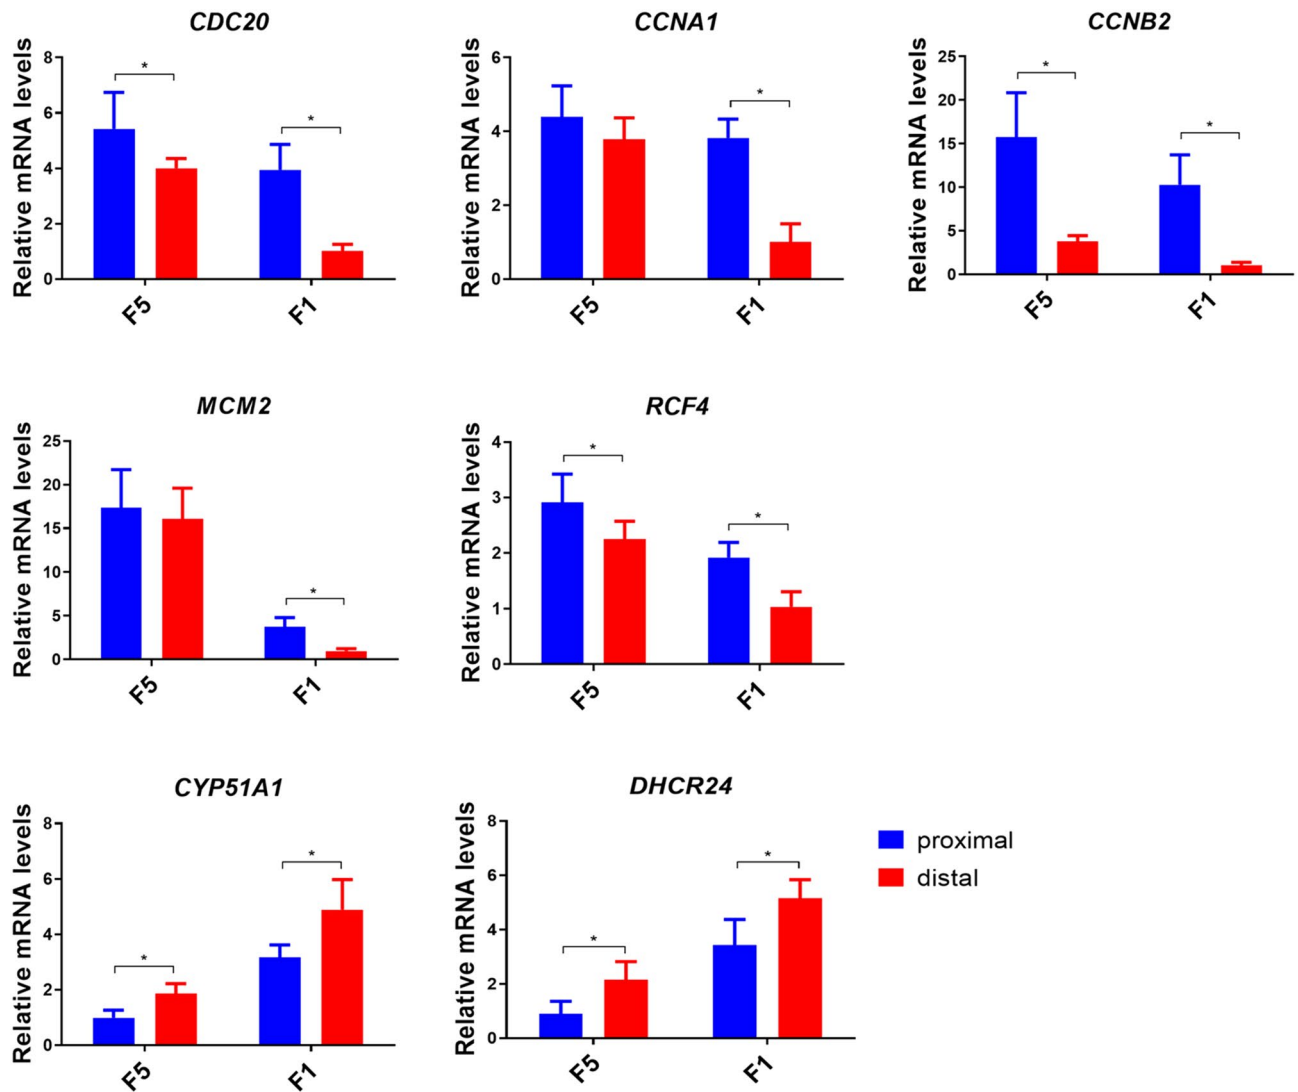 CDC20
Relative mRNA levels
8
6
4
2
0
*
*
F5
F1
CCNA1
Relative mRNA levels
6
4
2
0
*
F5
F1
CCNB2
Relative mRNA levels
25
20
15
10
5
0
*
*
F5
F1
MCM2
Relative mRNA levels
25
20
15
10
5
0
*
F5
F1
RCF4
Relative mRNA levels
4
3
2
1
0
*
*
F5
F1
CYP51A1
Relative mRNA levels
8
6
4
2
0
*
*
F5
F1
DHCR24
Relative mRNA levels
8
6
4
2
0
*
*
F5
F1
proximal
distal